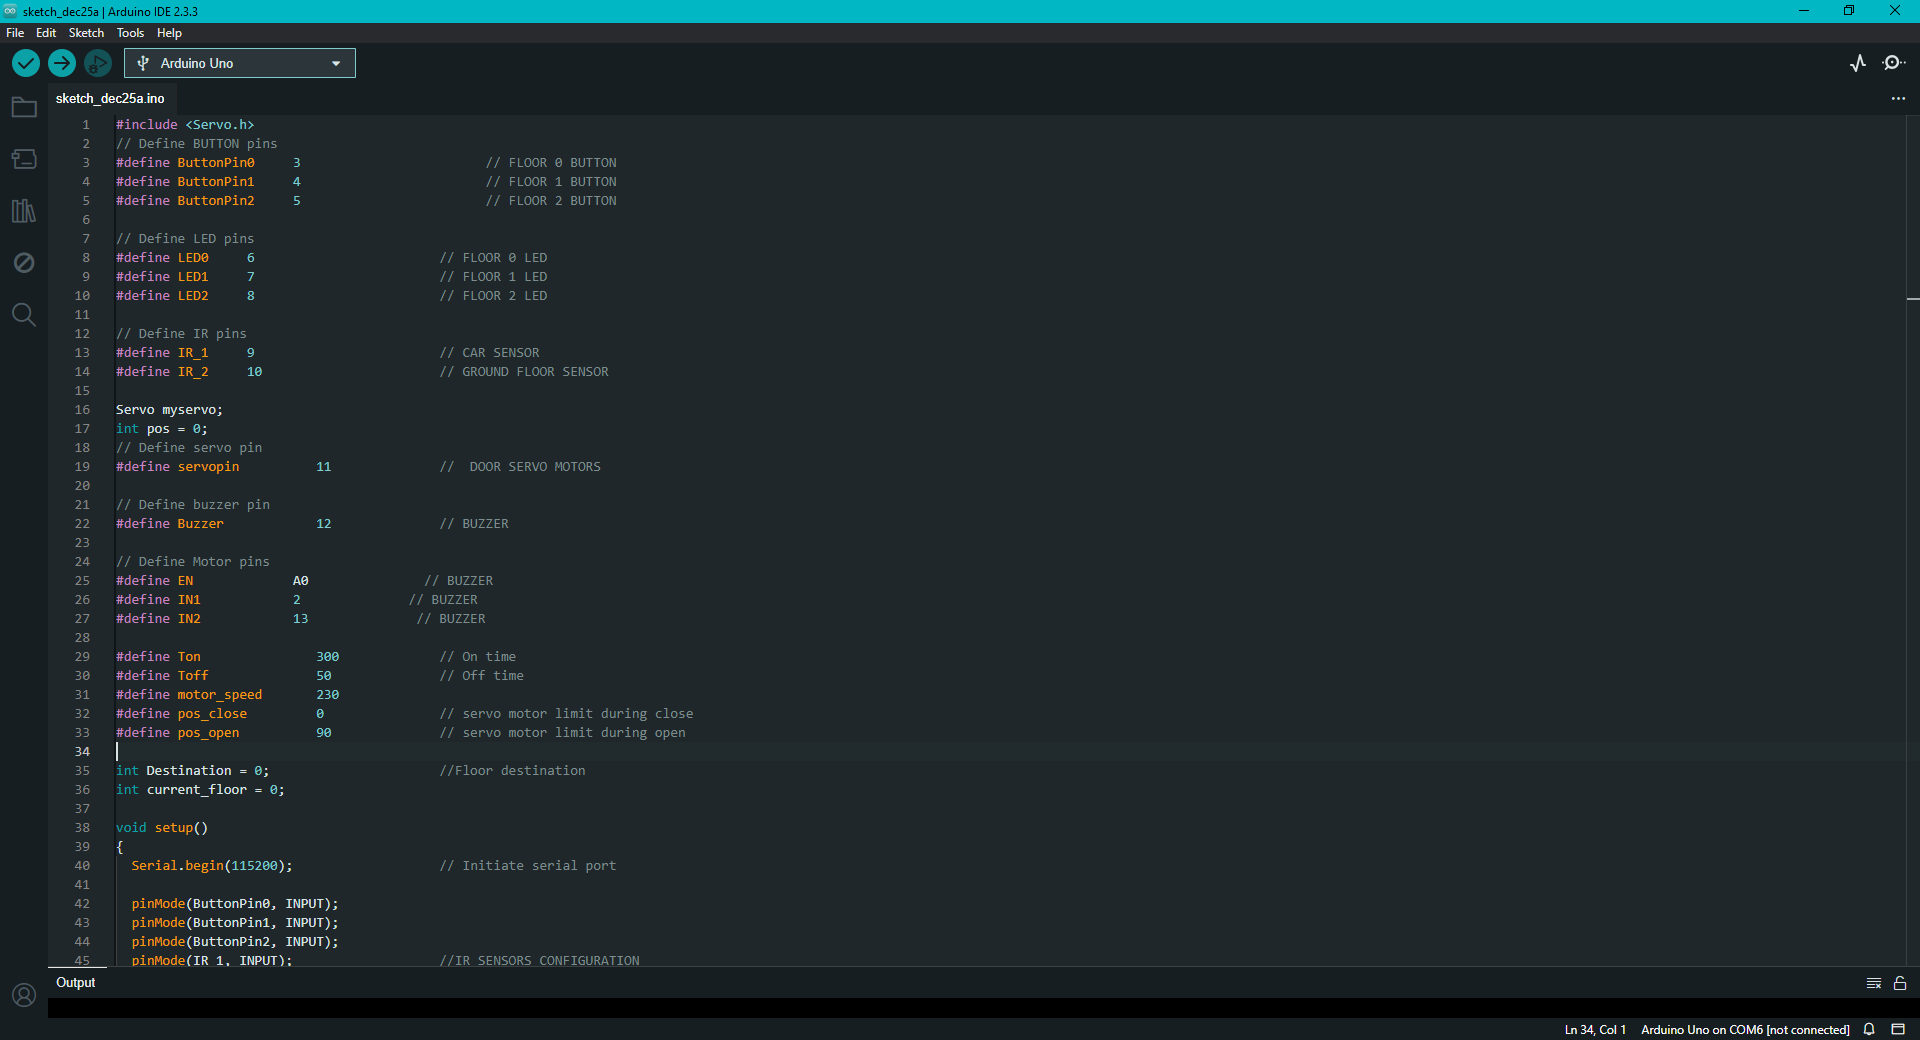 sketch_dec25a | Arduino IDE 2.3.3
File Edit Sketch Tools Help
Arduino Uno
sketch_dec25a.ino
1 #include <Servo.h>
2 // Define BUTTON pins
3 #define ButtonPin0 3 // FLOOR 0 BUTTON
4 #define ButtonPin1 4 // FLOOR 1 BUTTON
5 #define ButtonPin2 5 // FLOOR 2 BUTTON
6
7 // Define LED pins
8 #define LED0 6 // FLOOR 0 LED
9 #define LED1 7 // FLOOR 1 LED
10 #define LED2 8 // FLOOR 2 LED
11
12 // Define IR pins
13 #define IR_1 9 // CAR SENSOR
14 #define IR_2 10 // GROUND FLOOR SENSOR
15
16 Servo myservo;
17 int pos = 0;
18 // Define servo pin
19 #define servopin 11 // DOOR SERVO MOTORS
20
21 // Define buzzer pin
22 #define Buzzer 12 // BUZZER
23
24 // Define Motor pins
25 #define EN A0 // BUZZER
26 #define IN1 2 // BUZZER
27 #define IN2 13 // BUZZER
28
29 #define Ton 300 // On time
30 #define Toff 50 // Off time
31 #define motor_speed 230
32 #define pos_close 0 // servo motor limit during close
33 #define pos_open 90 // servo motor limit during open
34
35 int Destination = 0; //Floor destination
36 int current_floor = 0;
37
38 void setup()
39 {
40 Serial.begin(115200); // Initiate serial port
41
42 pinMode(ButtonPin0, INPUT);
43 pinMode(ButtonPin1, INPUT);
44 pinMode(ButtonPin2, INPUT);
45 pinMode(IR_1, INPUT); //IR SENSORS CONFIGURATION
Output
Ln 34, Col 1 Arduino Uno on COM6 [not connected]